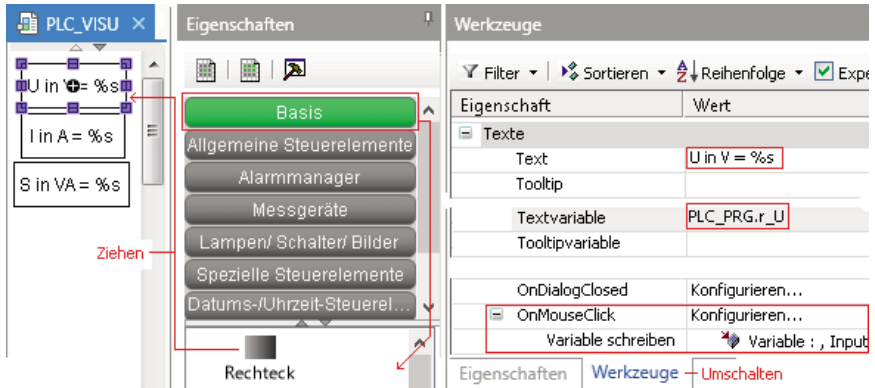 PLC_VISU ×
U in V = %s
I in A = %s
S in VA = %s
Ziehen
Eigenschaften
Basis
Allgemeine Steuerelemente
Alarmmanager
Messgeräte
Lampen/ Schalter/ Bilder
Spezielle Steuerelemente
Datums-/Uhrzeit-Steuerel...
Rechteck
Werkzeuge
Filter Sortieren Reihenfolge Expe
Eigenschaft Wert
Texte
Text U in V = %s
Tooltip
Textvariable PLC_PRG.r_U
Tooltipvariable
OnDialogClosed Konfigurieren...
OnMouseClick Konfigurieren...
Variable schreiben Variable : , Input
Eigenschaften Werkzeuge Umschalten